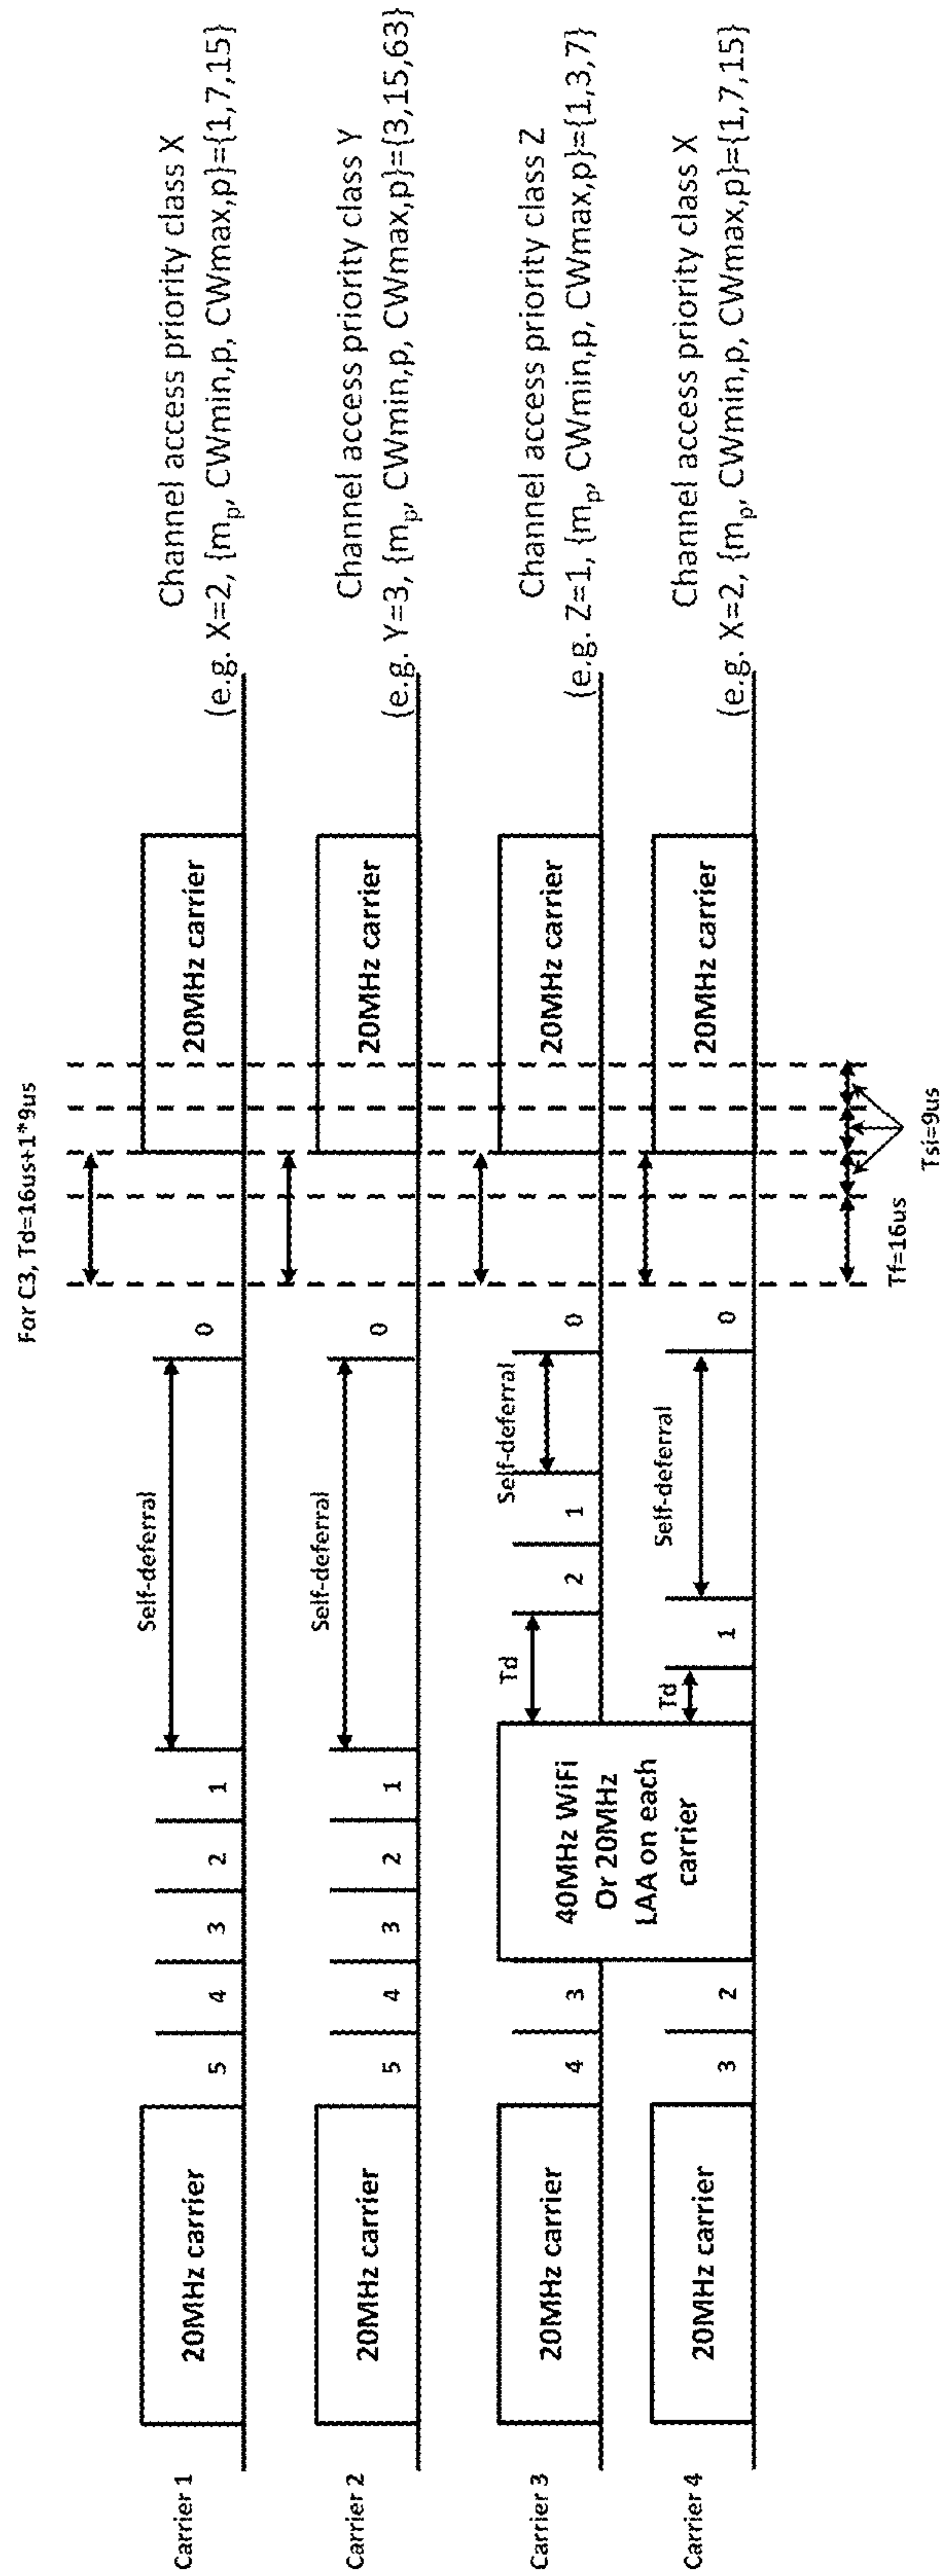 For C3, Td=16us+1*9us
Carrier 1
20MHz carrier
5
4
3
2
1
Self-deferral
0
20MHz carrier
Channel access priority class X
(e.g. X=2, {mp, CWmin,p, CWmax,p}={1,7,15}
Carrier 2
20MHz carrier
5
4
3
2
1
Self-deferral
0
20MHz carrier
Channel access priority class Y
(e.g. Y=3, {mp, CWmin,p, CWmax,p}={3,15,63}
Carrier 3
20MHz carrier
4
3
40MHz WiFi
Or 20MHz
LAA on each
carrier
Td
2
1
Self-deferral
0
20MHz carrier
Channel access priority class Z
(e.g. Z=1, {mp, CWmin,p, CWmax,p}={1,3,7}
Carrier 4
20MHz carrier
3
2
Td
1
Self-deferral
0
20MHz carrier
Channel access priority class X
(e.g. X=2, {mp, CWmin,p, CWmax,p}={1,7,15}
Tf=16us
Tsi=9us